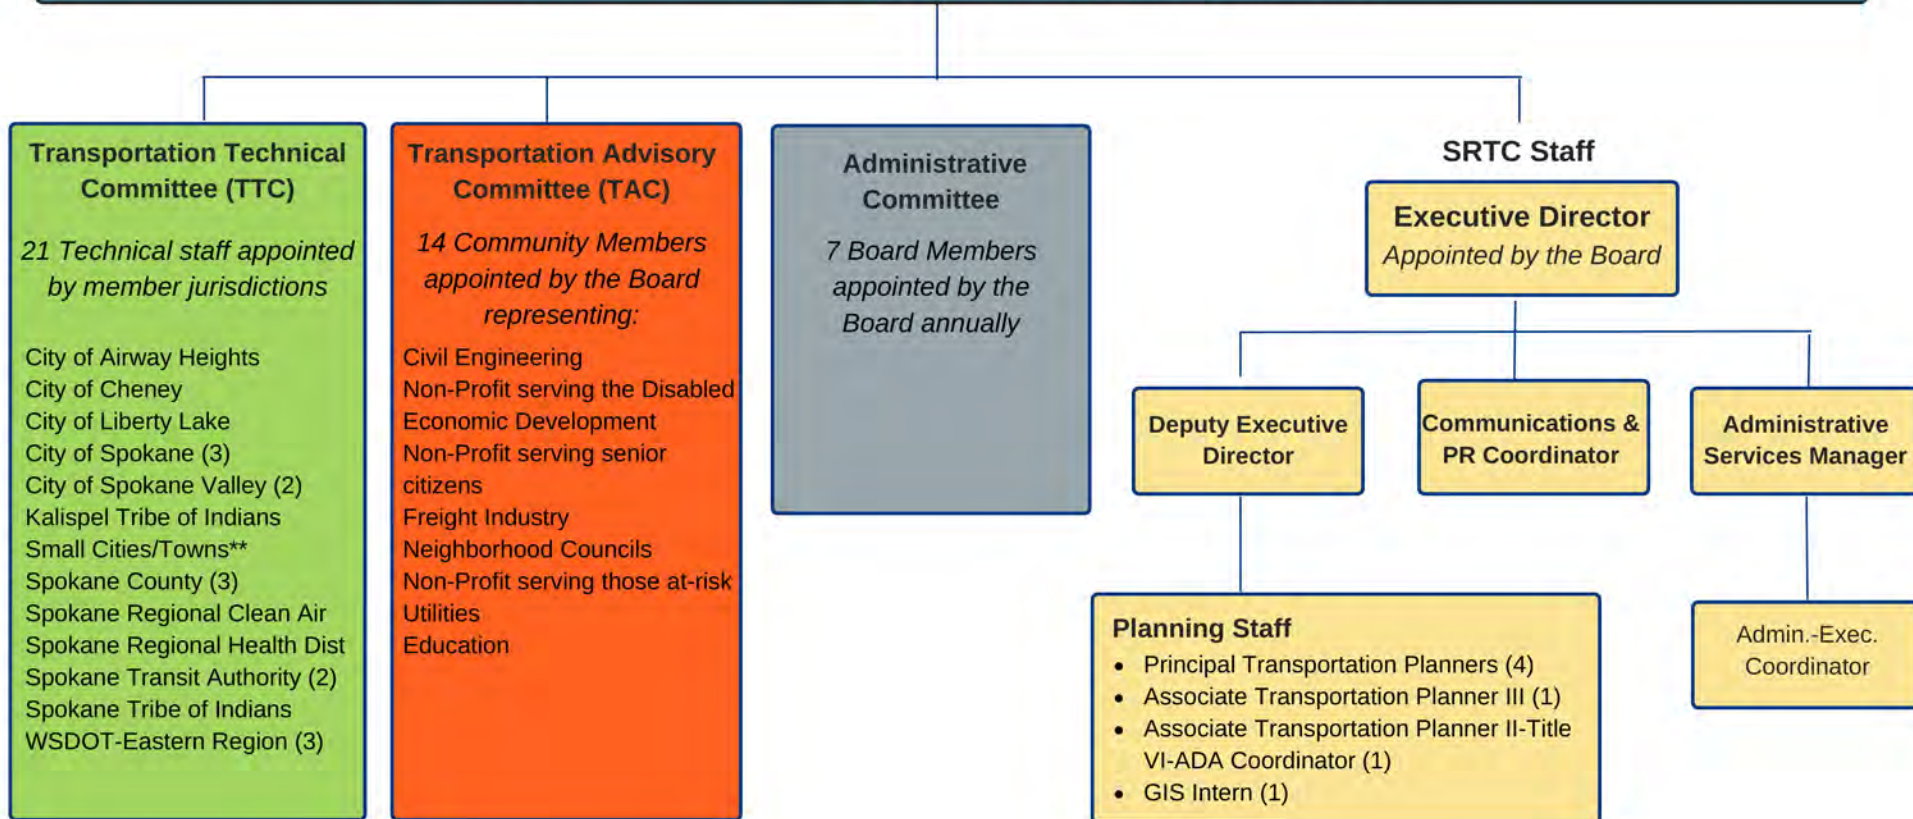 Transportation Technical
Committee (TTC)
21 Technical staff appointed
by member jurisdictions
City of Airway Heights
City of Cheney
City of Liberty Lake
City of Spokane (3)
City of Spokane Valley (2)
Kalispel Tribe of Indians
Small Cities/Towns**
Spokane County (3)
Spokane Regional Clean Air
Spokane Regional Health Dist
Spokane Transit Authority (2)
Spokane Tribe of Indians
WSDOT-Eastern Region (3)
Transportation Advisory
Committee (TAC)
14 Community Members
appointed by the Board
representing:
Civil Engineering
Non-Profit serving the Disabled
Economic Development
Non-Profit serving senior
citizens
Freight Industry
Neighborhood Councils
Non-Profit serving those at-risk
Utilities
Education
Administrative
Committee
7 Board Members
appointed by the
Board annually
SRTC Staff
Executive Director
Appointed by the Board
Deputy Executive
Director
Communications &
PR Coordinator
Administrative
Services Manager
Planning Staff
• Principal Transportation Planners (4)
• Associate Transportation Planner III (1)
• Associate Transportation Planner II-Title
VI-ADA Coordinator (1)
• GIS Intern (1)
Admin.-Exec.
Coordinator